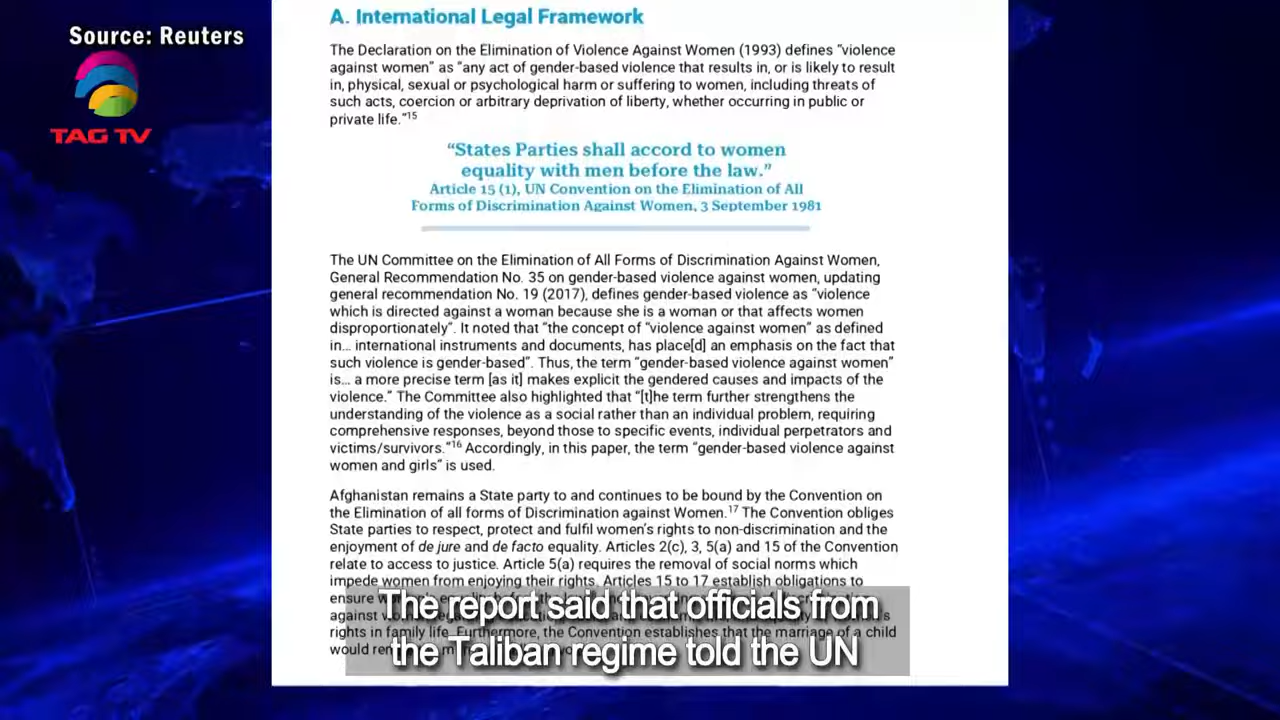 Source: Reuters
TAG TV
A. International Legal Framework
The Declaration on the Elimination of Violence Against Women (1993) defines “violence
against women” as “any act of gender-based violence that results in, or is likely to result
in, physical, sexual or psychological harm or suffering to women, including threats of
such acts, coercion or arbitrary deprivation of liberty, whether occurring in public or
private life.”15
“States Parties shall accord to women
equality with men before the law.”
Article 15 (1), UN Convention on the Elimination of All
Forms of Discrimination Against Women, 3 September 1981
The UN Committee on the Elimination of All Forms of Discrimination Against Women,
General Recommendation No. 35 on gender-based violence against women, updating
general recommendation No. 19 (2017), defines gender-based violence as “violence
which is directed against a woman because she is a woman or that affects women
disproportionately”. It noted that “the concept of “violence against women” as defined
in… international instruments and documents, has place[d] an emphasis on the fact that
such violence is gender-based”. Thus, the term “gender-based violence against women”
is… a more precise term [as it] makes explicit the gendered causes and impacts of the
violence.” The Committee also highlighted that “[t]he term further strengthens the
understanding of the violence as a social rather than an individual problem, requiring
comprehensive responses, beyond those to specific events, individual perpetrators and
victims/survivors.”16 Accordingly, in this paper, the term “gender-based violence against
women and girls” is used.
Afghanistan remains a State party to and continues to be bound by the Convention on
the Elimination of all forms of Discrimination against Women.17 The Convention obliges
State parties to respect, protect and fulfil women’s rights to non-discrimination and the
enjoyment of de jure and de facto equality. Articles 2(c), 3, 5(a) and 15 of the Convention
relate to access to justice. Article 5(a) requires the removal of social norms which
impede women from enjoying their rights. Articles 15 to 17 establish obligations to
ensure
against
rights in family life. Furthermore, the Convention establishes that the marriage of a child
would
The report said that officials from
the Taliban regime told the UN